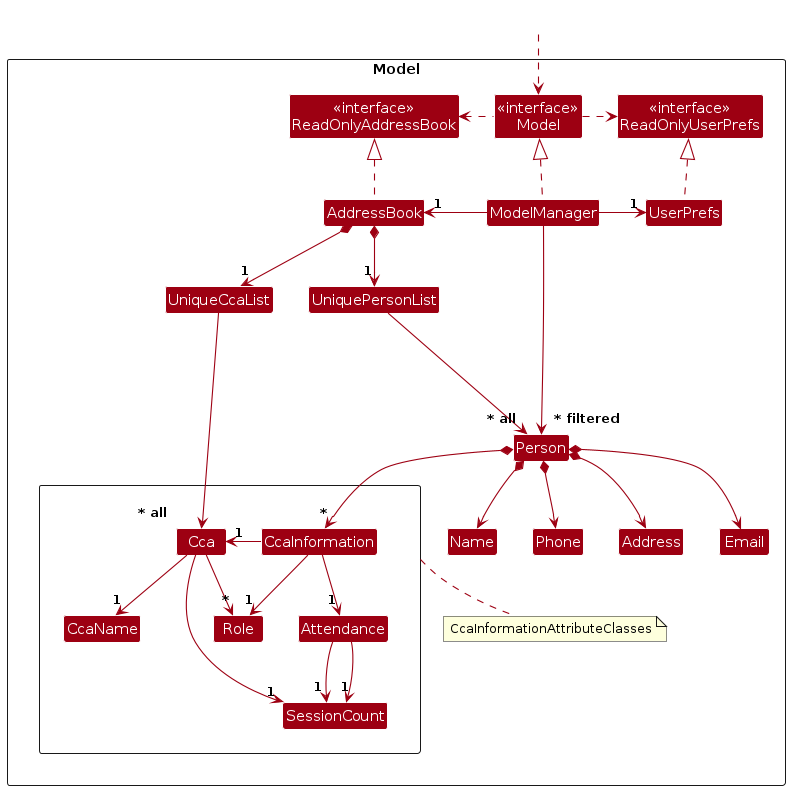 Model
«interface»
ReadOnlyAddressBook
«interface»
Model
«interface»
ReadOnlyUserPrefs
AddressBook
1
ModelManager
1
UserPrefs
1
1
UniqueCcaList
UniquePersonList
* all
* filtered
Person
* all
*
Cca
1
CcaInformation
Name
Phone
Address
Email
1
*
1
1
CcaName
Role
Attendance
CcaInformationAttributeClasses
1
1
1
SessionCount